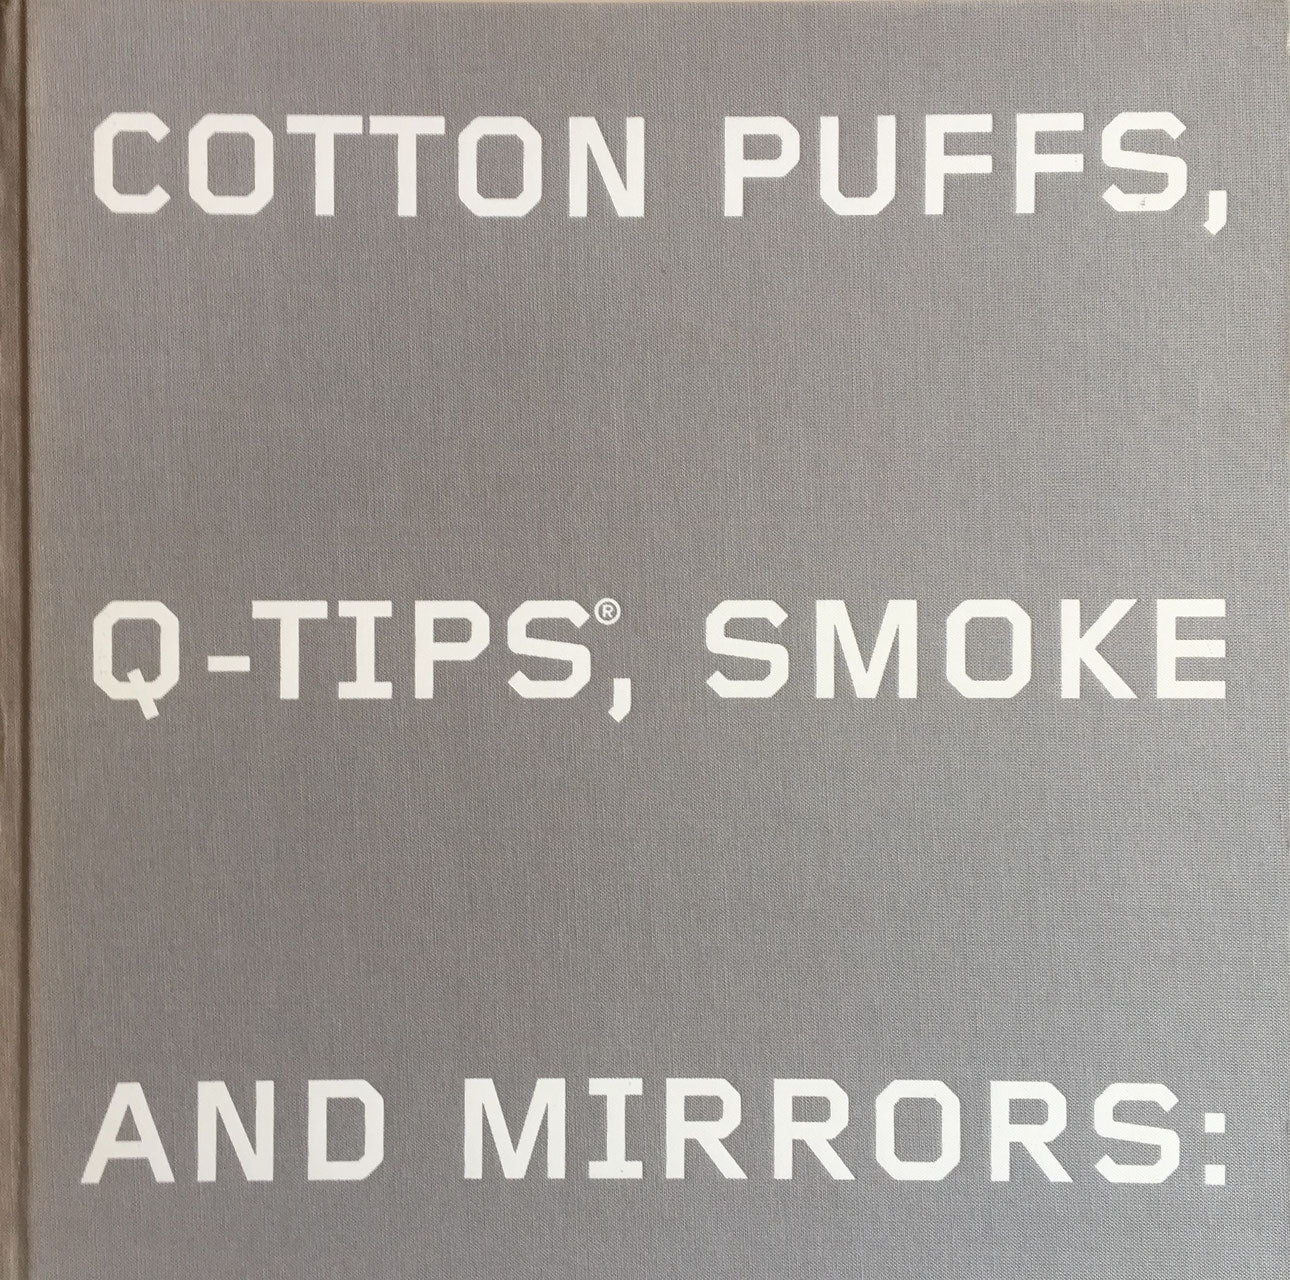 COTTON PUFFS,
Q-TIPS®, SMOKE
AND MIRRORS: